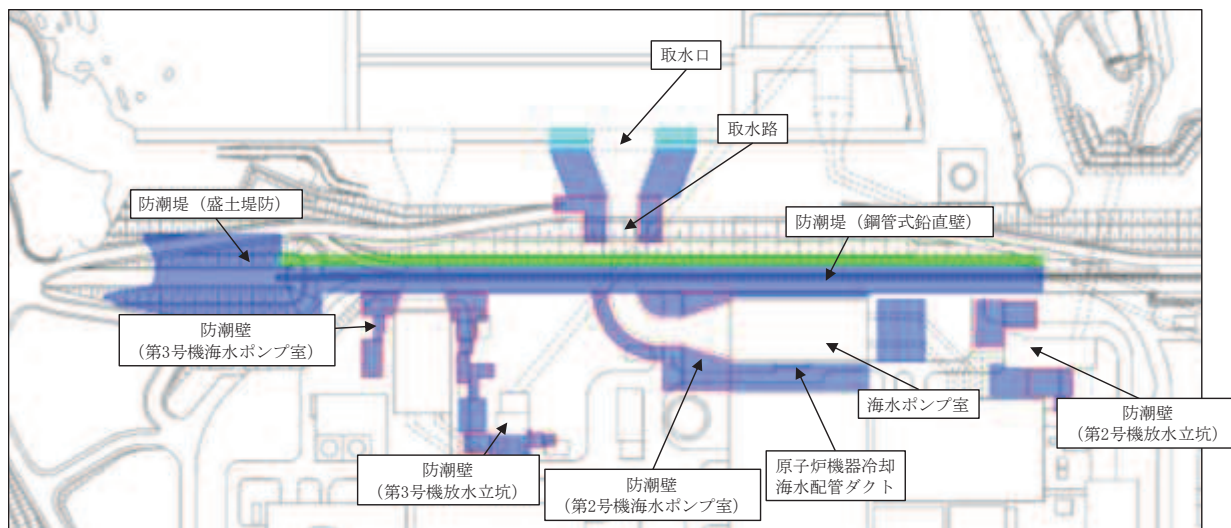 取水口
取水路
防潮堤（盛土堤防）
防潮堤（鋼管式鉛直壁）
防潮壁
（第3号機海水ポンプ室）
海水ポンプ室
防潮壁
（第2号機放水立坑）
防潮壁
（第3号機放水立坑）
防潮壁
（第2号機海水ポンプ室）
原子炉機器冷却
海水配管ダクト